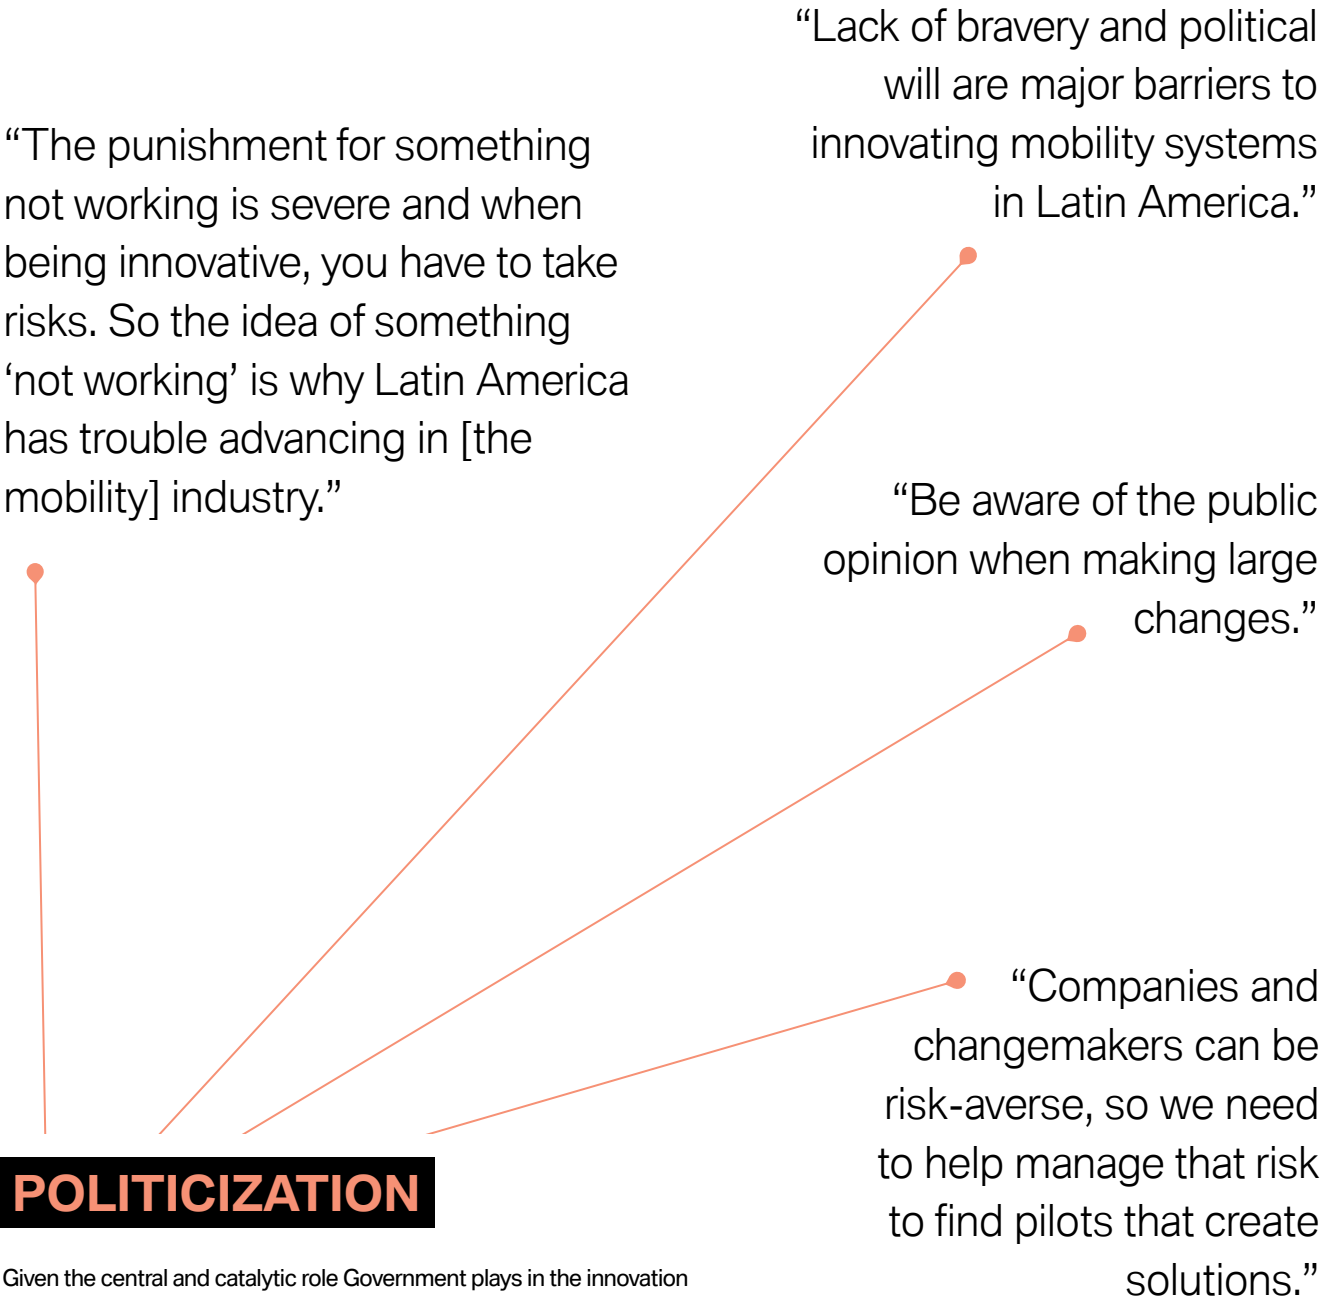 “The punishment for something
not working is severe and when
being innovative, you have to take
risks. So the idea of something
‘not working’ is why Latin America
has trouble advancing in [the
mobility] industry.”
“Lack of bravery and political
will are major barriers to
innovating mobility systems
in Latin America.”
“Be aware of the public
opinion when making large
changes.”
“Companies and
changemakers can be
risk-averse, so we need
to help manage that risk
to find pilots that create
solutions.”
POLITICIZATION
Given the central and catalytic role Government plays in the innovation